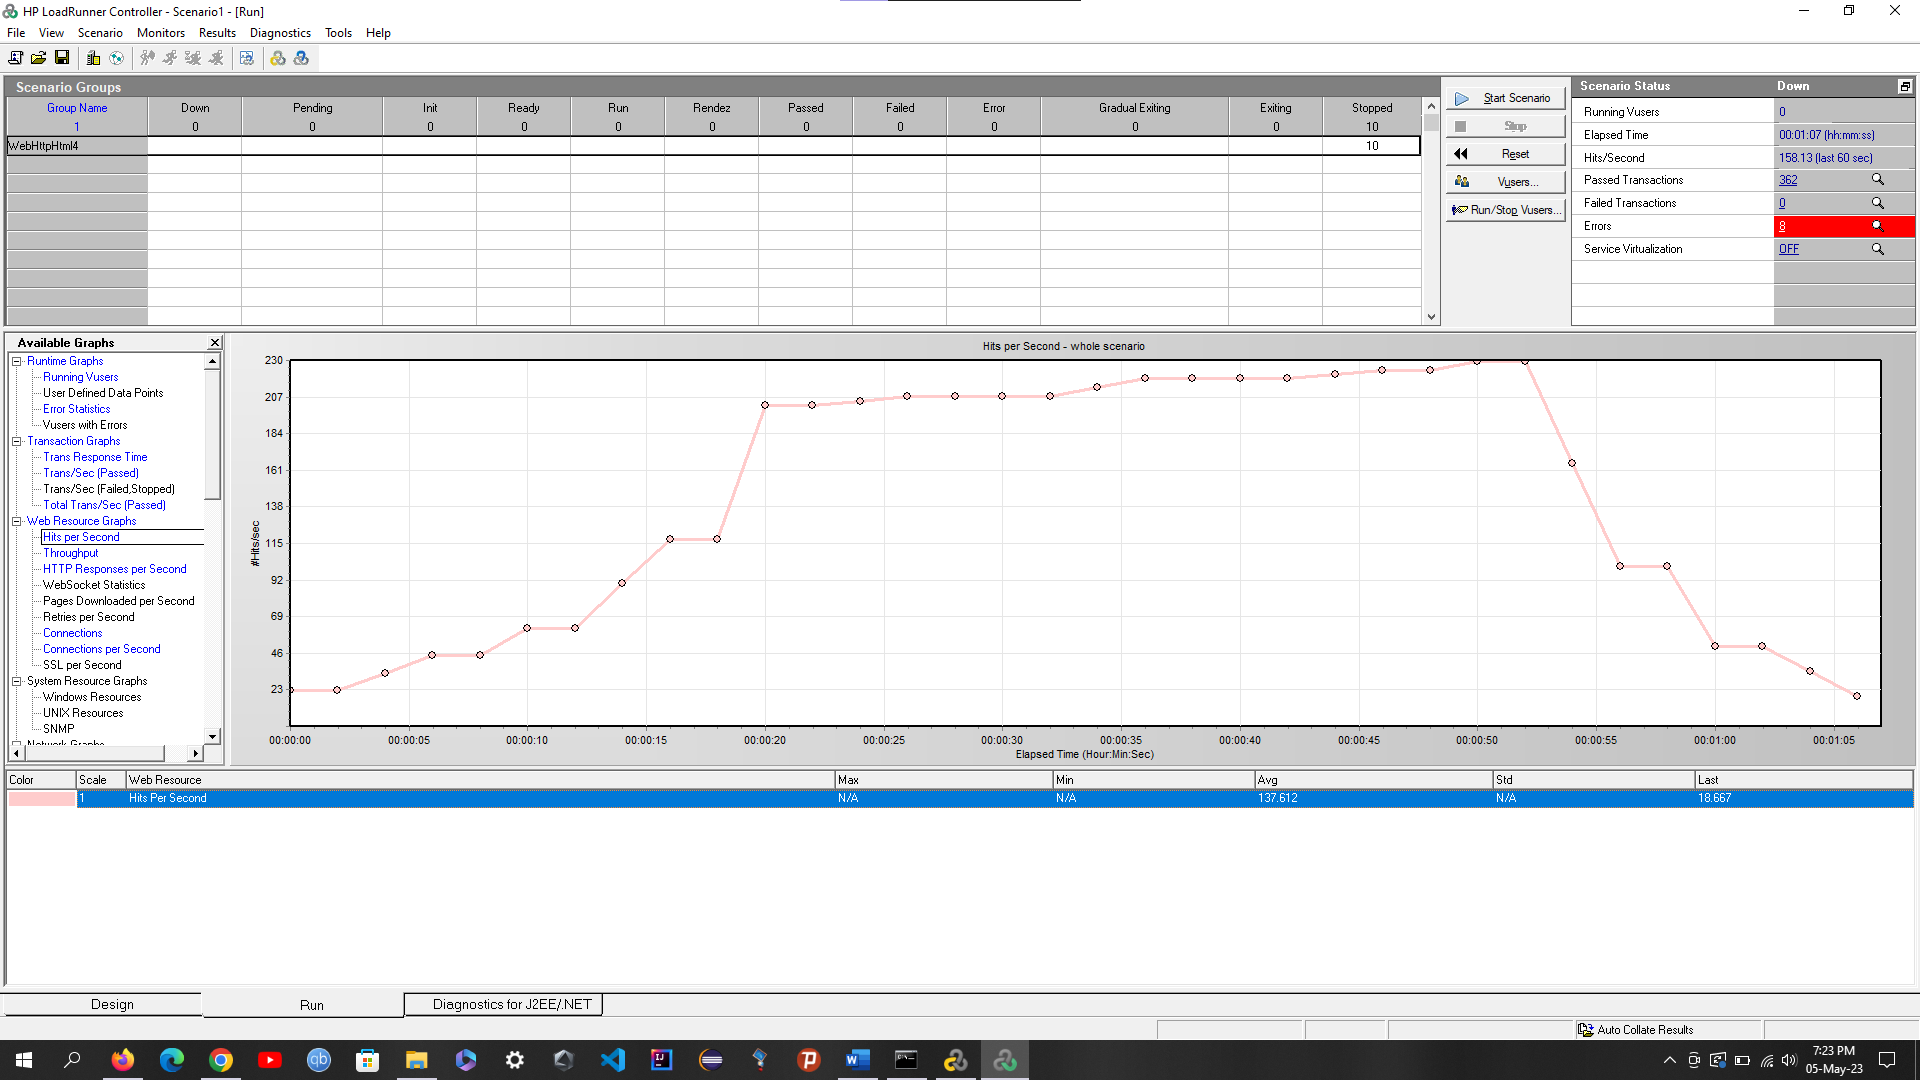 HP LoadRunner Controller - Scenario1 - [Run]
File View Scenario Monitors Results Diagnostics Tools Help
Scenario Groups
Group Name Down Pending Init Ready Run Rendez Passed Failed Error Gradual Exiting Exiting Stopped
1 0 0 0 0 0 0 0 0 0 0 0 10
WebHttpHtml4 10
Start Scenario
Stop
Reset
Vusers...
Run/Stop Vusers...
Scenario Status Down
Running Vusers 0
Elapsed Time 00:01:07 (hh:mm:ss)
Hits/Second 158.13 (last 60 sec)
Passed Transactions 362
Failed Transactions 0
Errors 8
Service Virtualization OFF
Available Graphs
Runtime Graphs
Running Vusers
User Defined Data Points
Error Statistics
Vusers with Errors
Transaction Graphs
Trans Response Time
Trans/Sec (Passed)
Trans/Sec (Failed,Stopped)
Total Trans/Sec (Passed)
Web Resource Graphs
Hits per Second
Throughput
HTTP Responses per Second
WebSocket Statistics
Pages Downloaded per Second
Retries per Second
Connections
Connections per Second
SSL per Second
System Resource Graphs
Windows Resources
UNIX Resources
SNMP
Network Graphs
Hits per Second - whole scenario
230
207
184
161
138
115
92
69
46
23
#Hits/sec
00:00:00 00:00:05 00:00:10 00:00:15 00:00:20 00:00:25 00:00:30 00:00:35 00:00:40 00:00:45 00:00:50 00:00:55 00:01:00 00:01:05
Elapsed Time (Hour:Min:Sec)
Color Scale Web Resource Max Min Avg Std Last
1 Hits Per Second N/A N/A 137.612 N/A 18.667
Design Run Diagnostics for J2EE/.NET
Auto Collate Results
7:23 PM
05-May-23